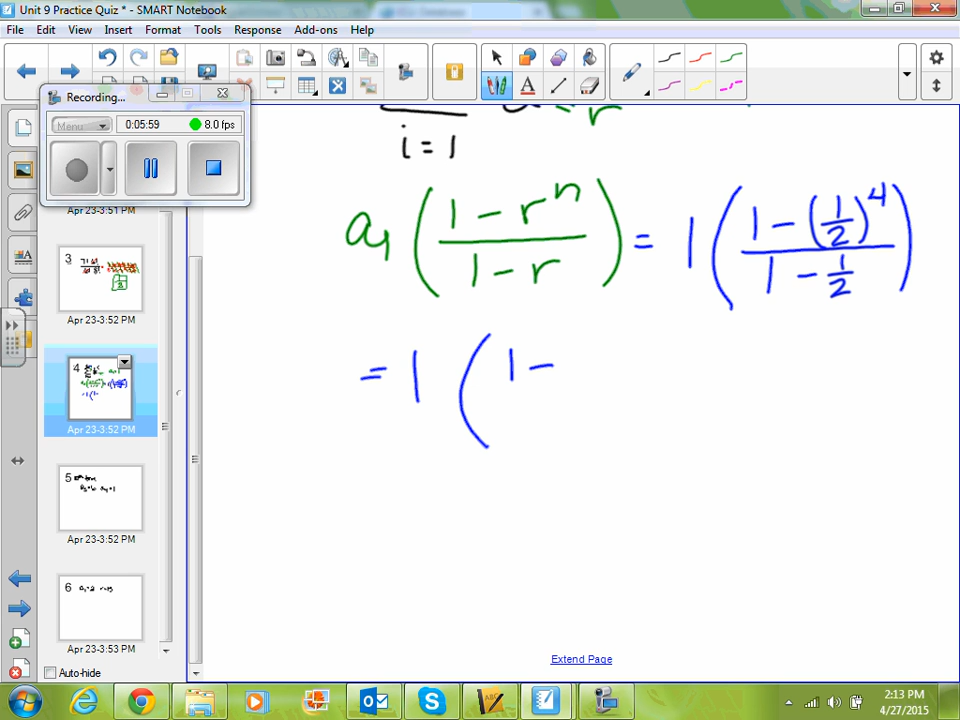 Unit 9 Practice Quiz * - SMART Notebook
File Edit View Insert Format Tools Response Add-ons Help
Recording...
Menu 0:05:59 8.0 fps
Apr 23-3:51 PM
3
Apr 23-3:52 PM
4
Apr 23-3:52 PM
5
Apr 23-3:52 PM
6
Apr 23-3:53 PM
Auto-hide
r
i = 1
a₁ ( (1 - rⁿ) / (1 - r) ) = 1 ( (1 - (1/2)⁴) / (1 - 1/2) )
= 1 ( 1 -
Extend Page
2:13 PM
4/27/2015